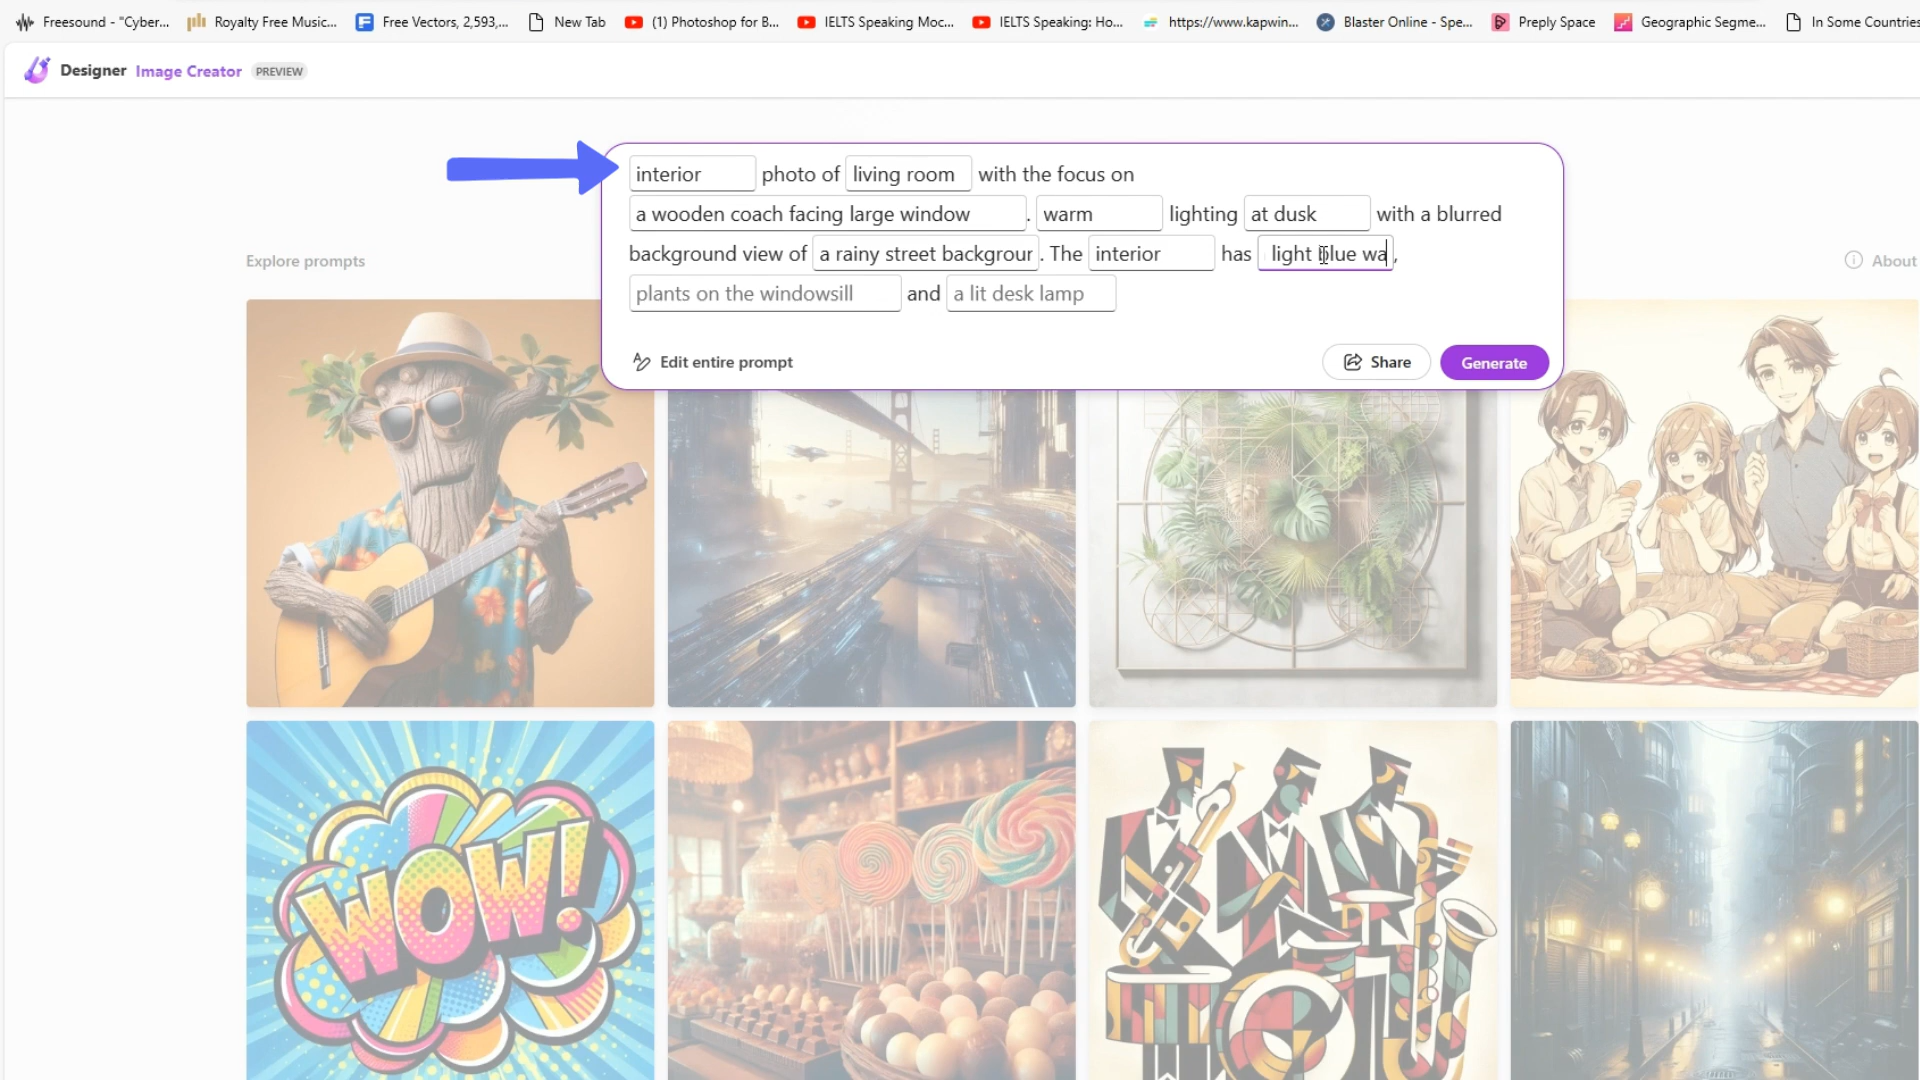 Freesound - "Cyber... Royalty Free Music... Free Vectors, 2,593,... New Tab (1) Photoshop for B... IELTS Speaking Moc... IELTS Speaking: Ho... https://www.kapwin... Blaster Online - Spe... Preply Space Geographic Segme... In Some Countries
Designer Image Creator PREVIEW
interior photo of living room with the focus on
a wooden coach facing large window . warm lighting at dusk with a blurred
background view of a rainy street backgroun . The interior has light blue wa ,
plants on the windowsill and a lit desk lamp
Edit entire prompt Share Generate
Explore prompts About
WOW!